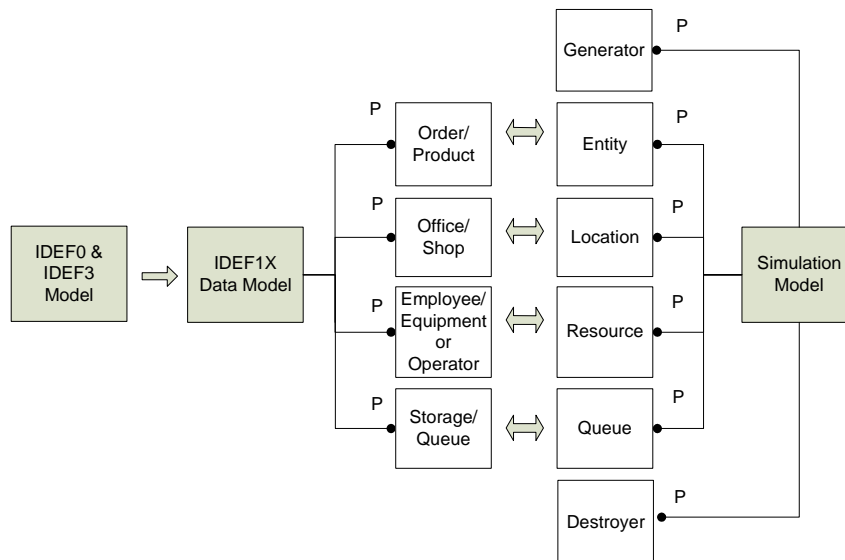 Generator
P
P
Order/
Product
Entity
P
P
Office/
Shop
Location
P
IDEF0 &
IDEF3
Model
IDEF1X
Data Model
Simulation
Model
P
Employee/
Equipment
or
Operator
Resource
P
P
Storage/
Queue
Queue
P
Destroyer
P